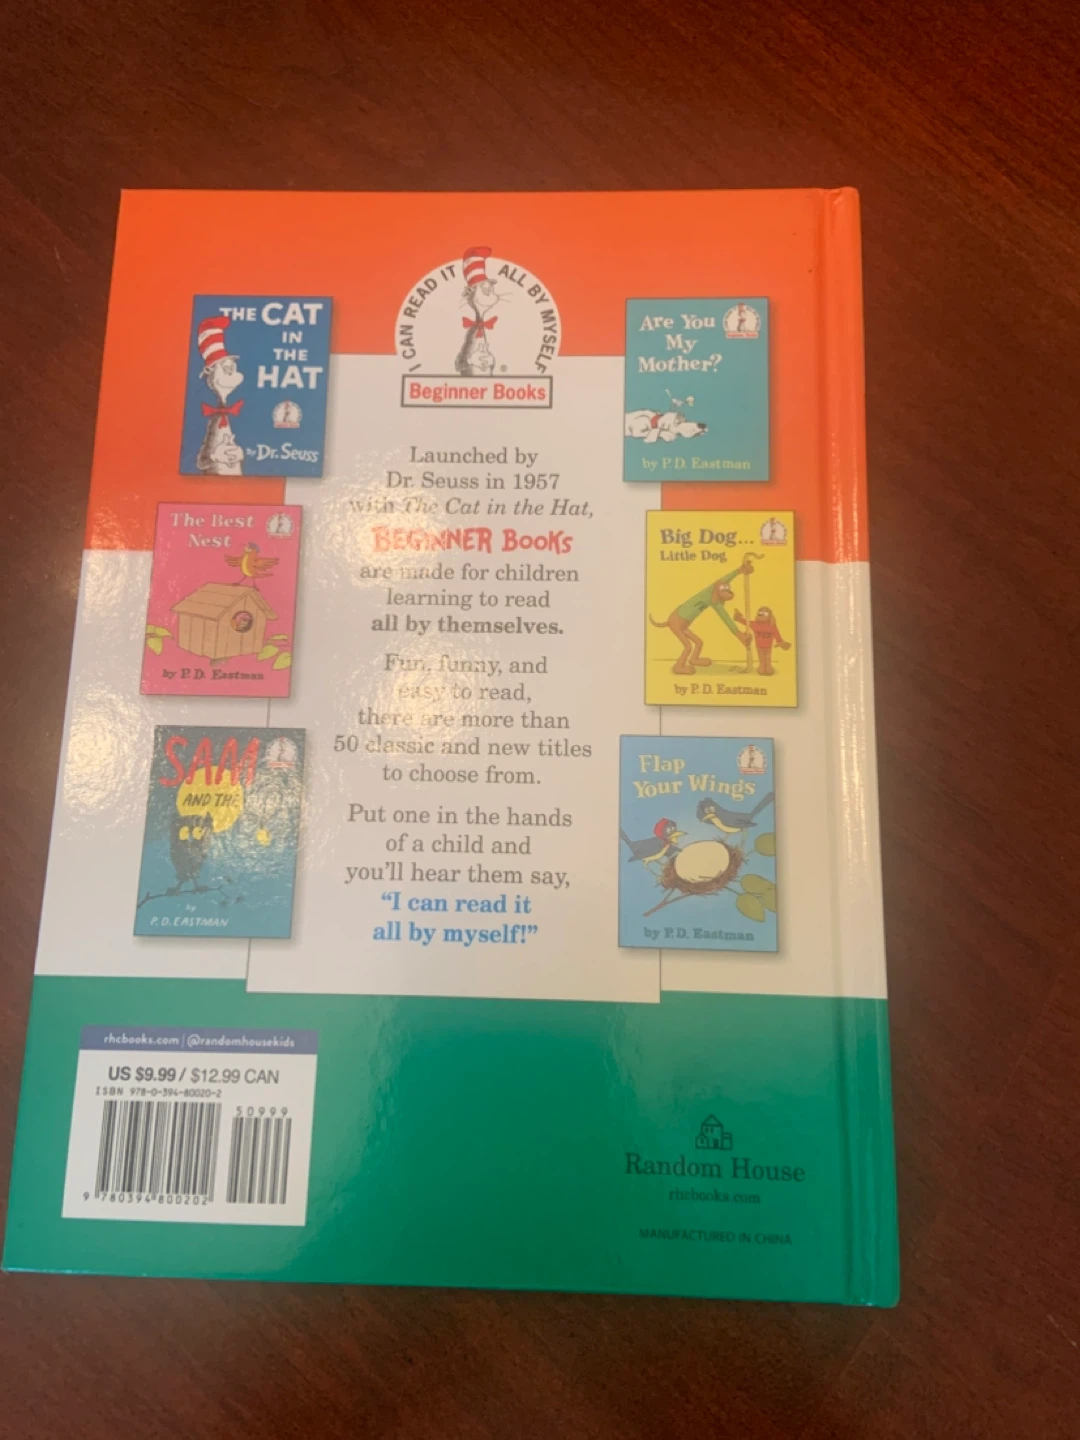 I CAN READ IT ALL BY MYSELF
Beginner Books
THE CAT
IN
THE
HAT
by Dr. Seuss
Are You
My
Mother?
by P. D. Eastman
The Best
Nest
by P. D. Eastman
Big Dog...
Little Dog
by P. D. Eastman
SAM
AND THE
by
P. D. EASTMAN
Flap
Your Wings
by P. D. Eastman
Launched by
Dr. Seuss in 1957
with The Cat in the Hat,
BEGINNER BOOKS
are made for children
learning to read
all by themselves.
Fun, funny, and
easy to read,
there are more than
50 classic and new titles
to choose from.
Put one in the hands
of a child and
you'll hear them say,
“I can read it
all by myself!”
rhcbooks.com | @randomhousekids
US $9.99 / $12.99 CAN
ISBN 978-0-394-80020-2
50999
9 780394 800202
Random House
rhcbooks.com
MANUFACTURED IN CHINA